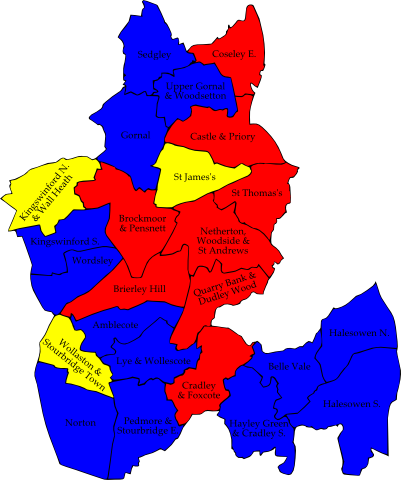 Sedgley
Coseley E.
Upper Gornal
& Woodsetton
Gornal
Castle & Priory
St James's
Kingswinford N.
& Wall Heath
St Thomas's
Brockmoor
& Pensnett
Netherton,
Woodside &
St Andrews
Kingswinford S.
Wordsley
Quarry Bank &
Dudley Wood
Brierley Hill
Amblecote
Halesowen N.
Wollaston &
Stourbridge Town
Lye & Wollescote
Belle Vale
Cradley
& Foxcote
Halesowen S.
Norton
Pedmore &
Stourbridge E.
Hayley Green
& Cradley S.